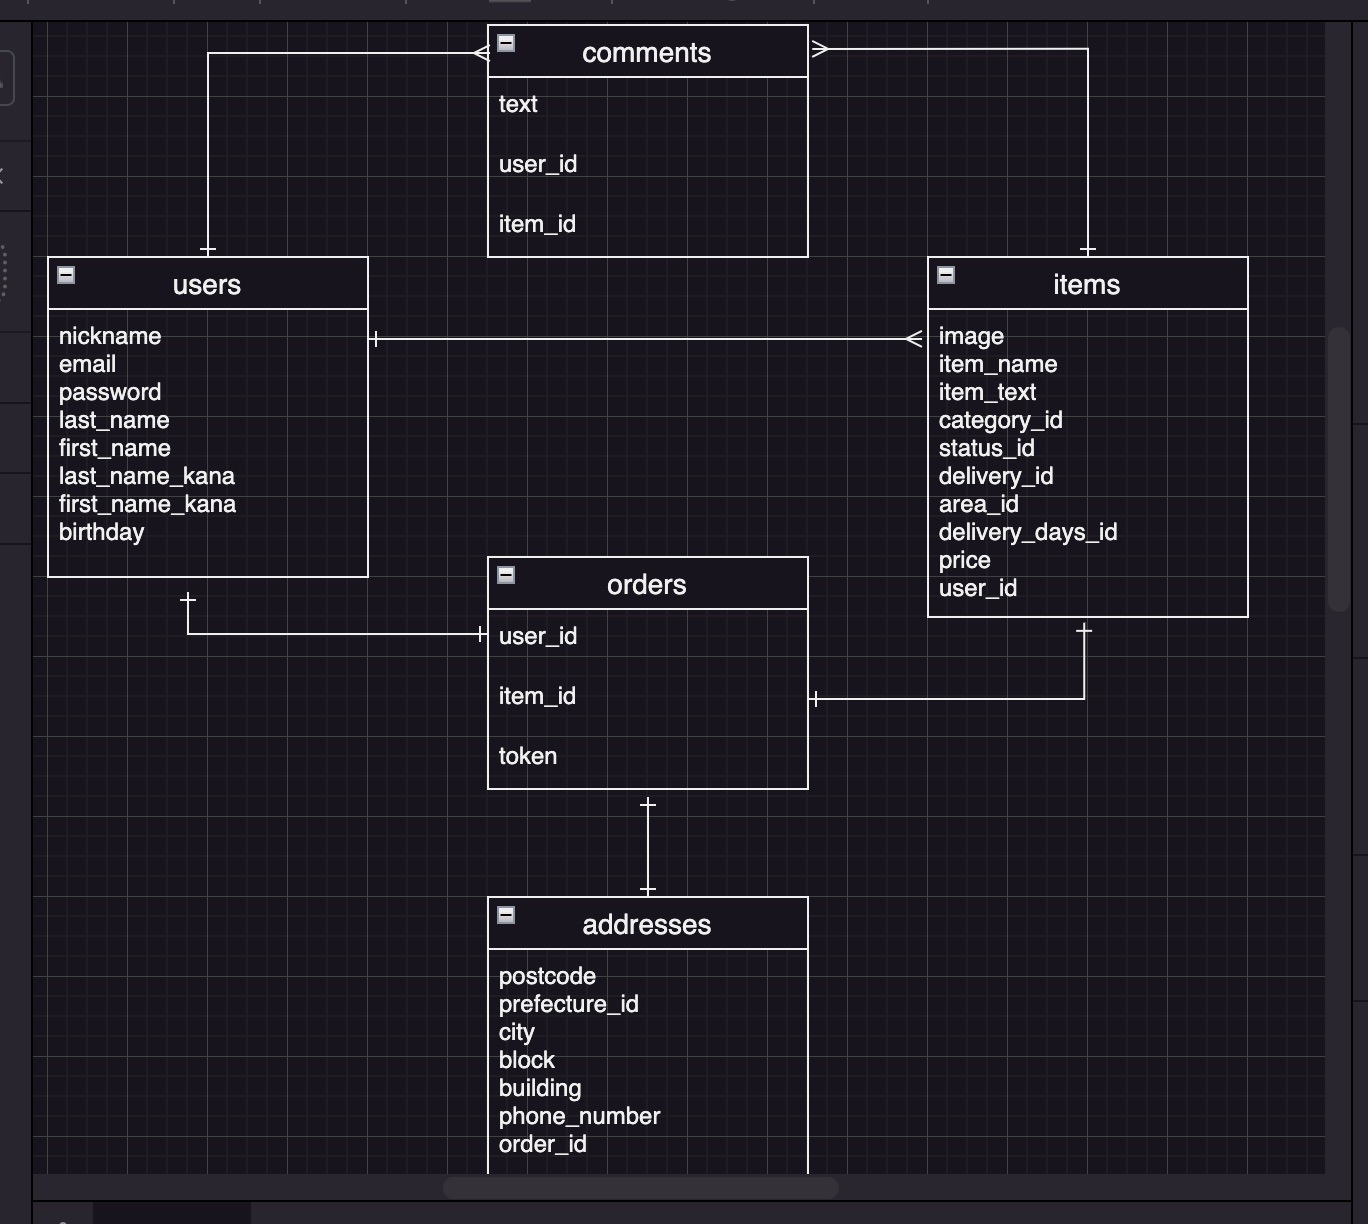 comments
text
user_id
item_id
users
nickname
email
password
last_name
first_name
last_name_kana
first_name_kana
birthday
items
image
item_name
item_text
category_id
status_id
delivery_id
area_id
delivery_days_id
price
user_id
orders
user_id
item_id
token
addresses
postcode
prefecture_id
city
block
building
phone_number
order_id